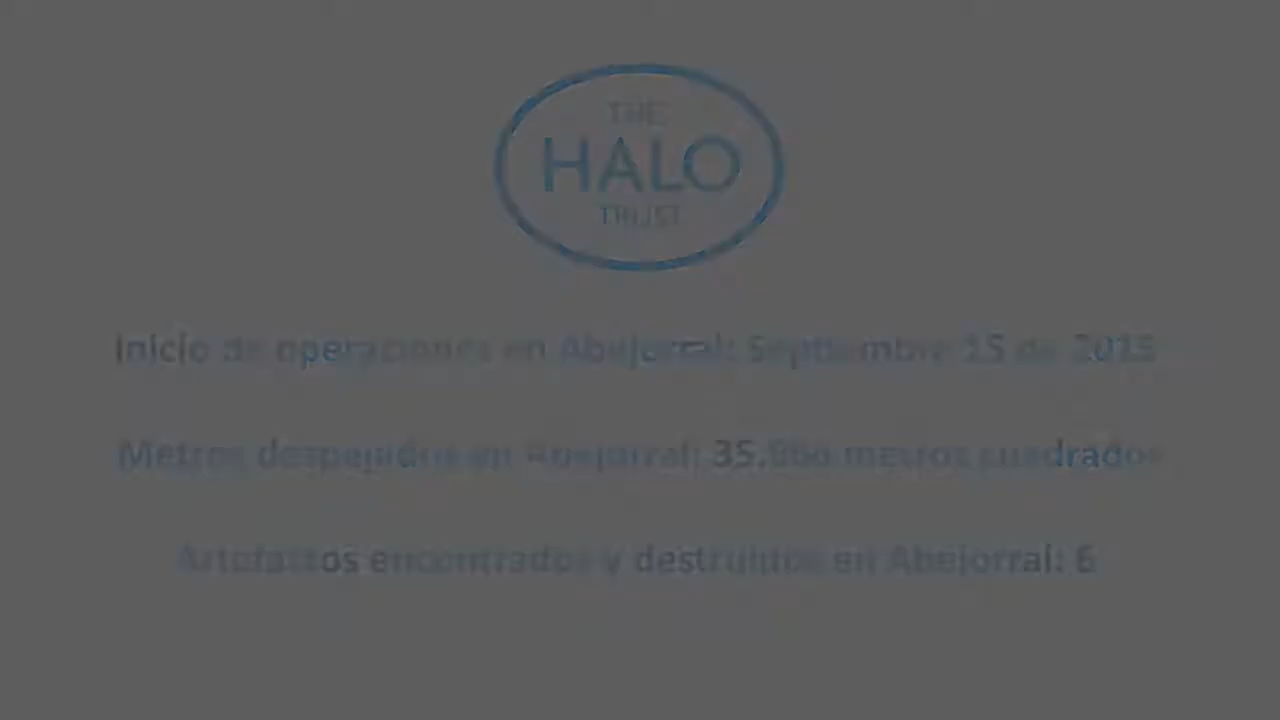 THE
HALO
TRUST
Inicio de operaciones en Abejorral: Septiembre 15 de
Metros despejados en Abejorral: metros cuadrados
Artefactos encontrados y destruidos en Abejorral: 6